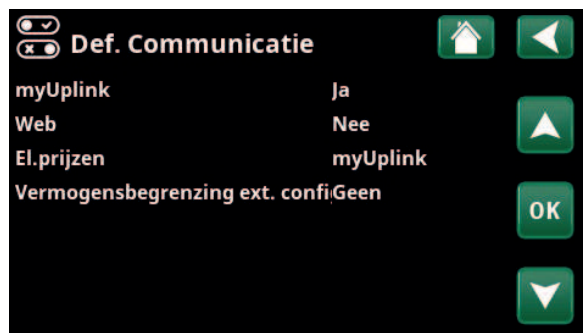 Def. Communicatie
myUplink Ja
Web Nee
El.prijzen myUplink
Vermogensbegrenzing ext. confi Geen
OK